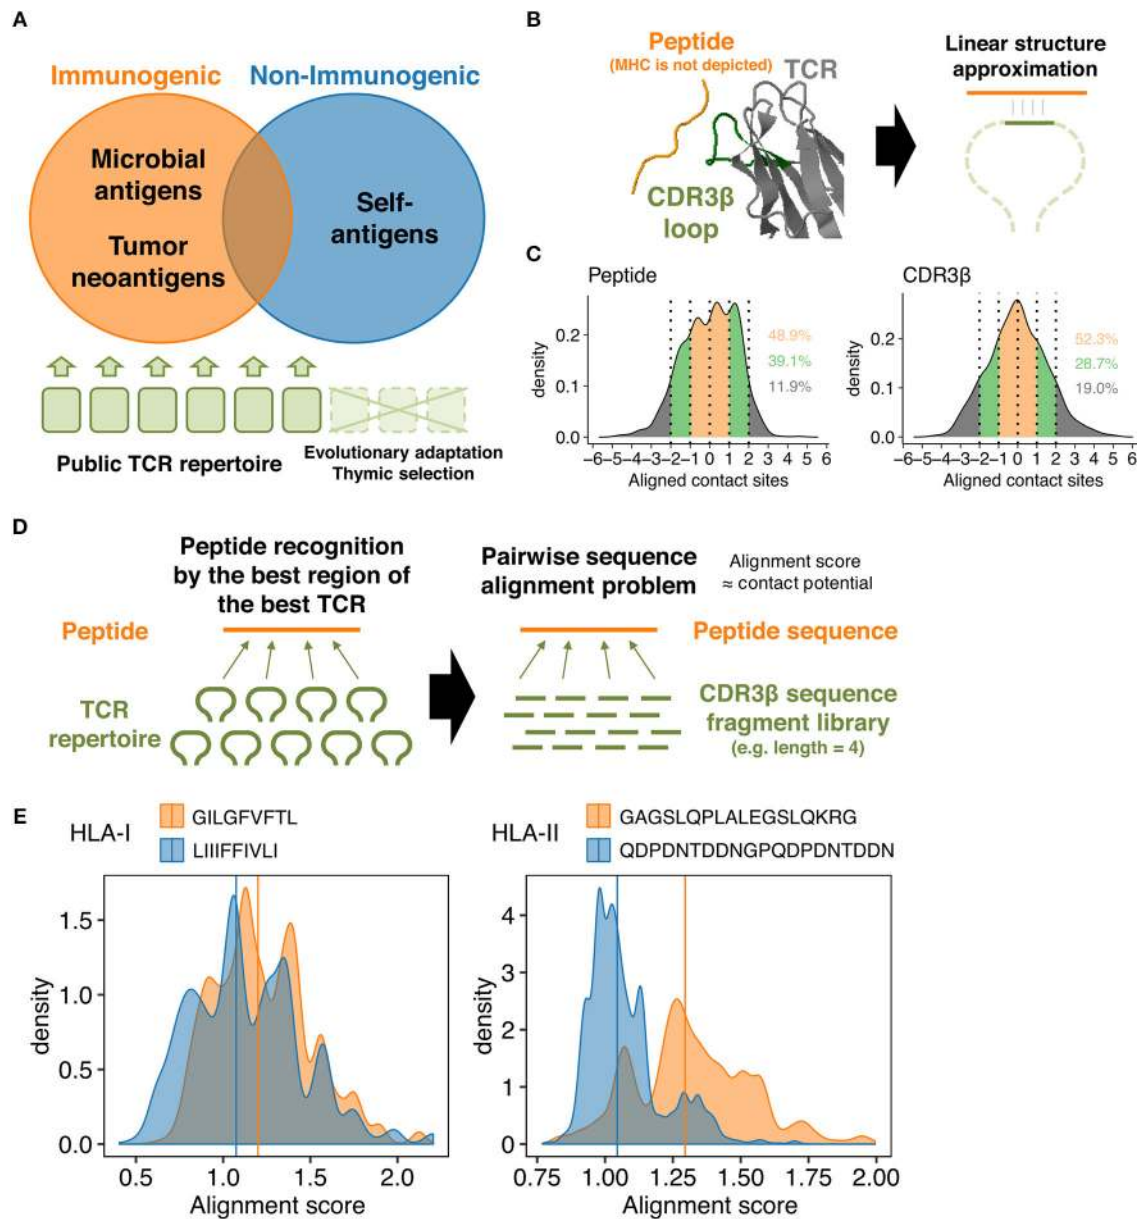 A
Immunogenic Non-Immunogenic
Microbial
antigens
Tumor
neoantigens
Self-
antigens
Public TCR repertoire
Evolutionary adaptation
Thymic selection
B
Peptide
(MHC is not depicted)
TCR
CDR3β
loop
Linear structure
approximation
C
Peptide
density
0.2
0.1
0.0
48.9%
39.1%
11.9%
−6−5−4−3−2−1 0 1 2 3 4 5 6
Aligned contact sites
CDR3β
density
0.2
0.1
0.0
52.3%
28.7%
19.0%
−6−5−4−3−2−1 0 1 2 3 4 5 6
Aligned contact sites
D
Peptide recognition
by the best region of
the best TCR
Peptide
TCR
repertoire
Pairwise sequence
alignment problem
Alignment score
≈ contact potential
Peptide sequence
CDR3β sequence
fragment library
(e.g. length = 4)
E
HLA-I
GILGFVFTL
LIIIFFIVLI
density
1.5
1.0
0.5
0.0
0.5 1.0 1.5 2.0
Alignment score
HLA-II
GAGSLQPLALEGSLQKRG
QDPDNTDDNGPQDPDNTDDN
density
4
3
2
1
0
0.75 1.00 1.25 1.50 1.75 2.00
Alignment score